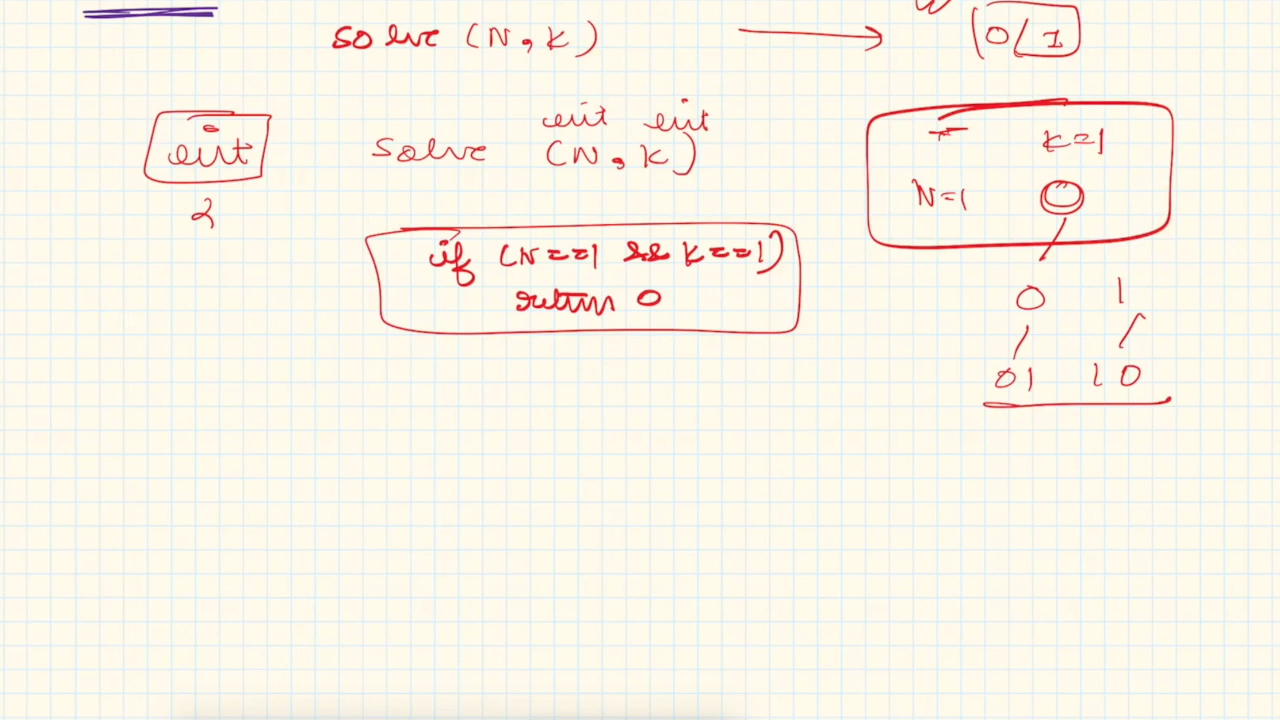 solve (N, K) → 0/1
int int
int solve (N, K)
2
if (N==1 && K==1)
return 0
K=1
N=1 0
0 1
01 10